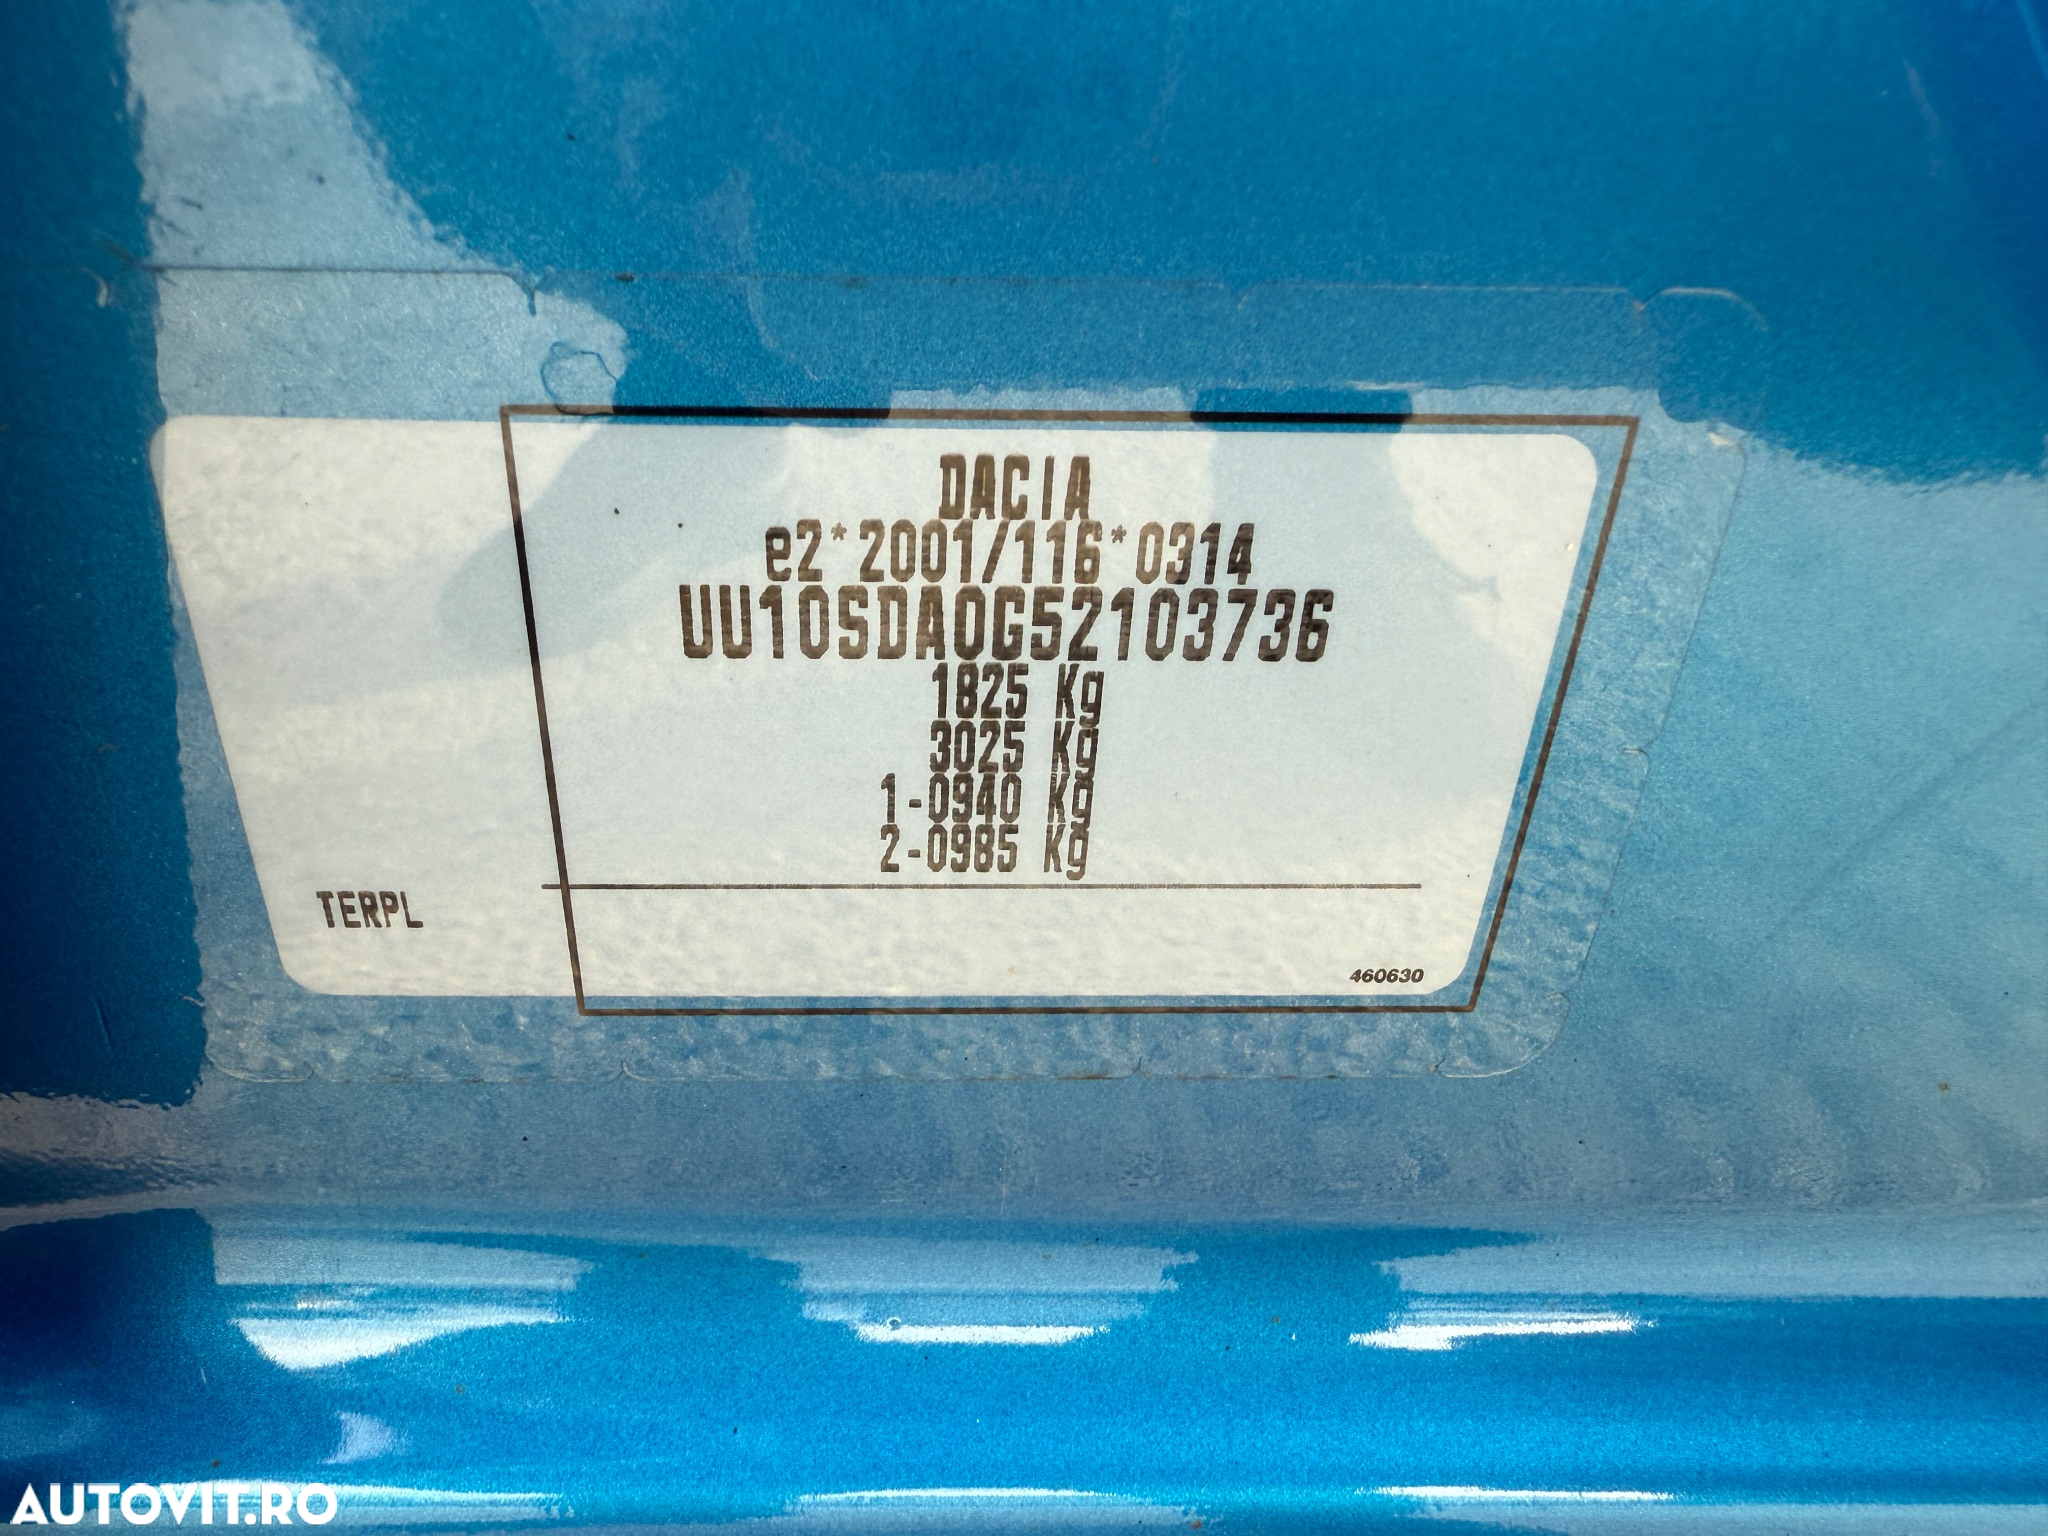 DACIA
e2*2001/116*0314
UU10SDA0G52103736
1825 Kg
3025 Kg
1-0940 Kg
2-0985 Kg
TERPL
460630
AUTOVIT.RO